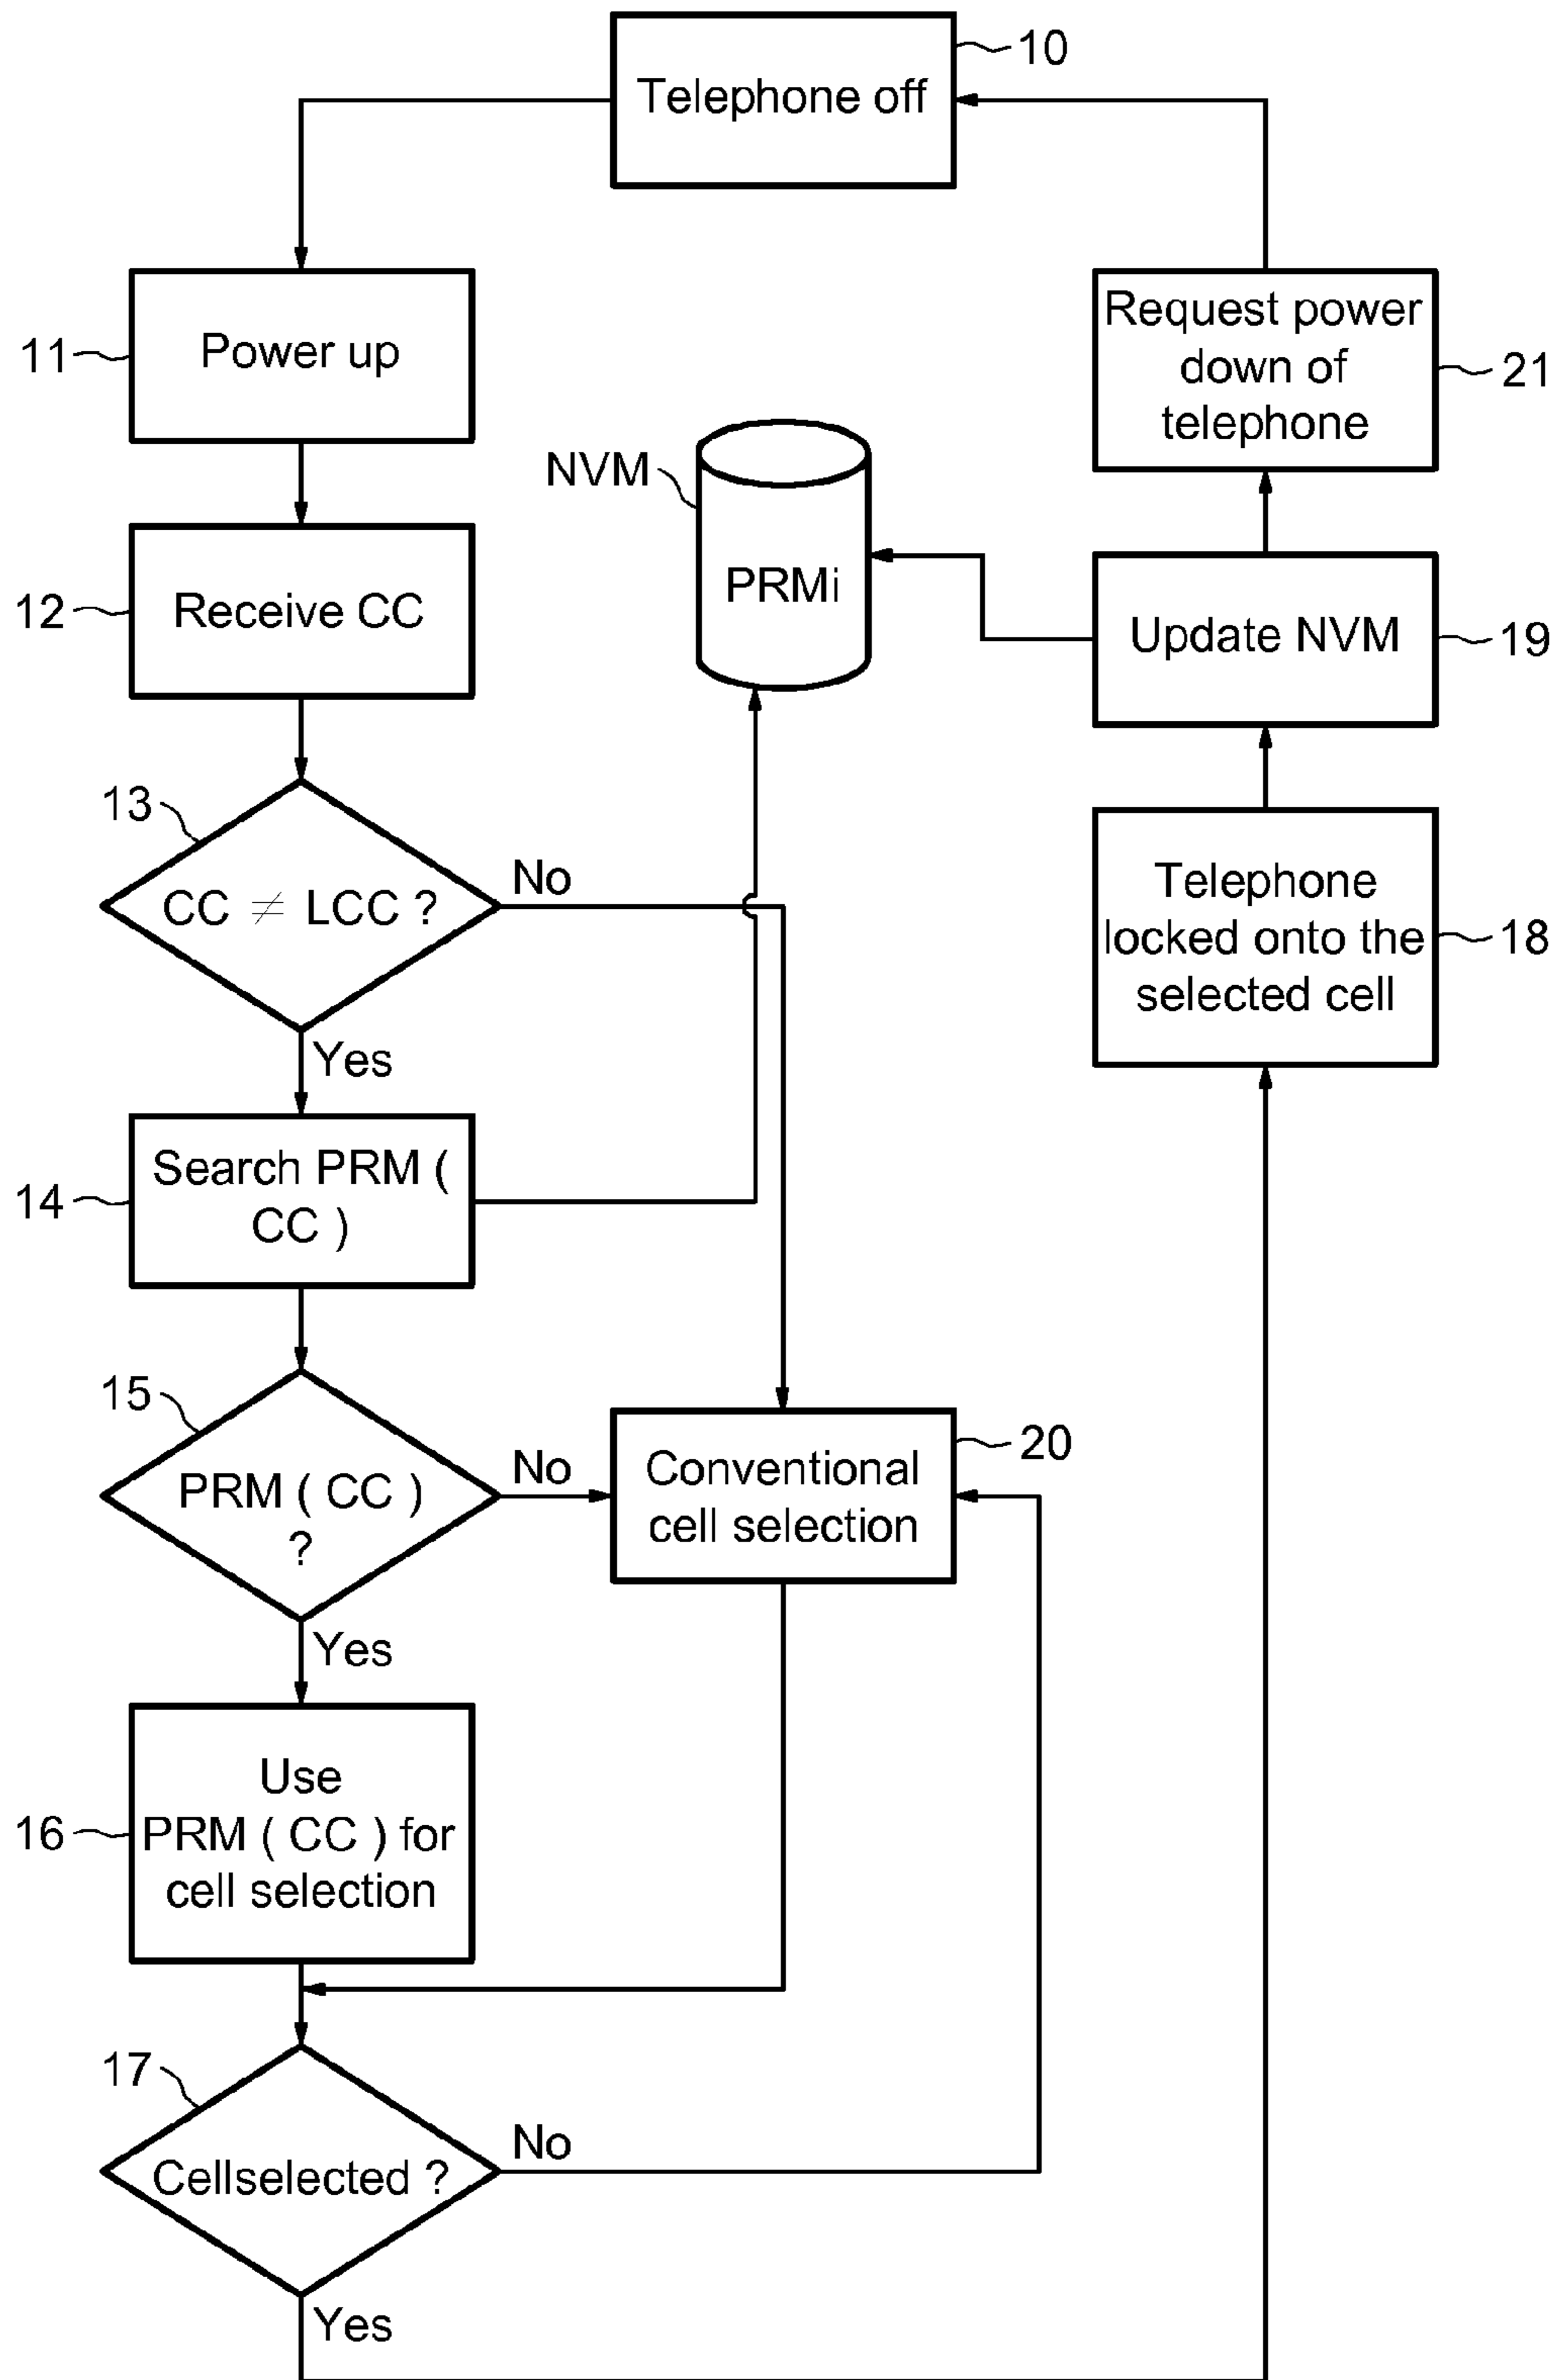 Telephone off
10
Power up
11
Request power
down of
telephone
21
NVM
PRMi
Receive CC
12
Update NVM
19
13
CC ≠ LCC ?
No
Yes
Telephone
locked onto the
selected cell
18
Search PRM (
CC )
14
15
PRM ( CC )
?
No
Yes
Conventional
cell selection
20
Use
PRM ( CC ) for
cell selection
16
17
Cellselected ?
No
Yes